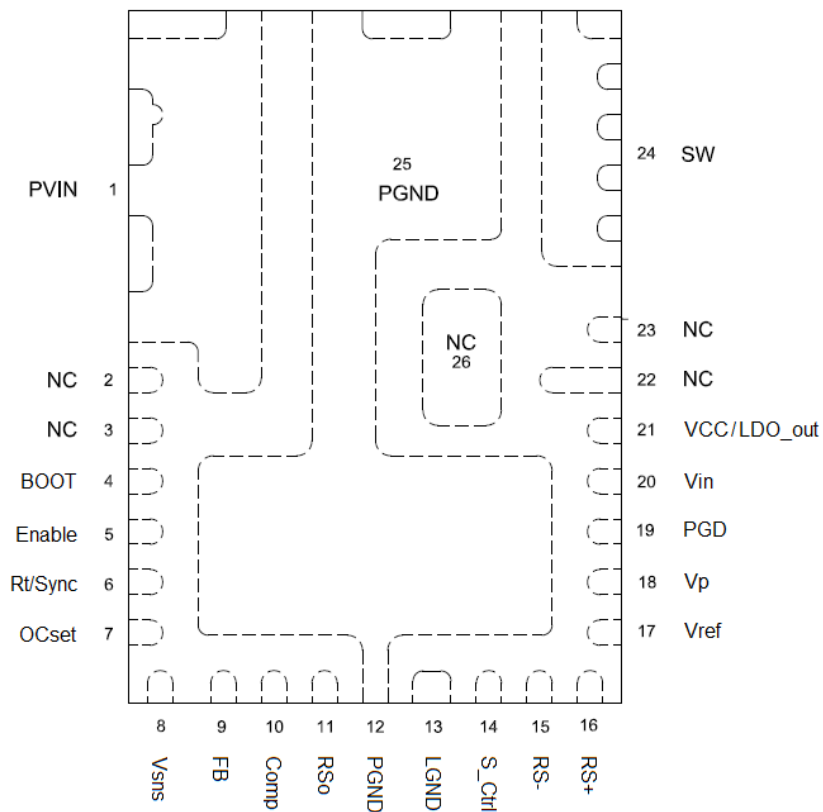 PVIN 1
NC 2
NC 3
BOOT 4
Enable 5
Rt/Sync 6
OCset 7
8 Vsns
9 FB
10 Comp
11 RSo
12 PGND
13 LGND
14 S_Ctrl
15 RS-
16 RS+
17 Vref
18 Vp
19 PGD
20 Vin
21 VCC/LDO_out
22 NC
23 NC
24 SW
25
PGND
NC
26